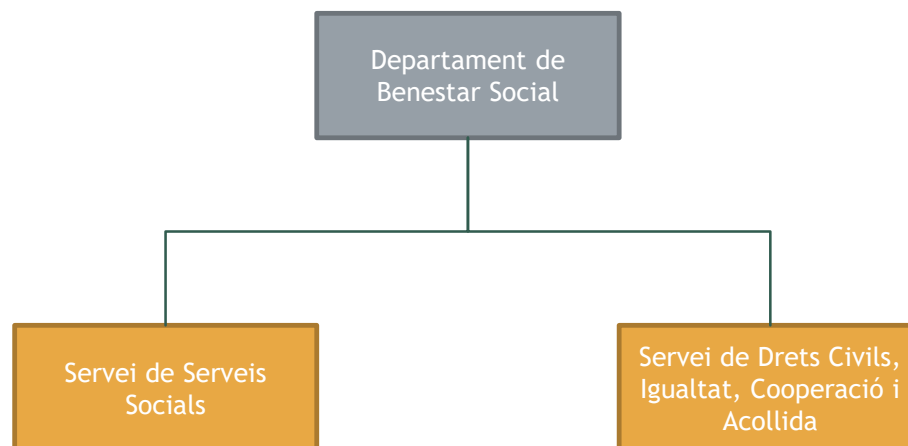 Departament de
Benestar Social
Servei de Serveis
Socials
Servei de Drets Civils,
Igualtat, Cooperació i
Acollida